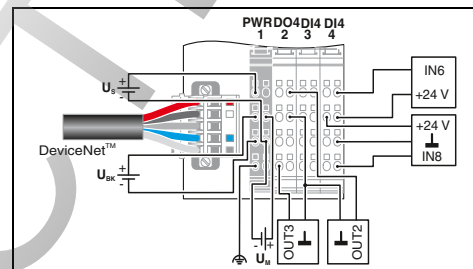 PWR DO4 DI4 DI4
1 2 3 4
US + -
IN6
+24 V
+24 V
IN8
DeviceNet™
UBK + -
- +
UM
OUT3
OUT2